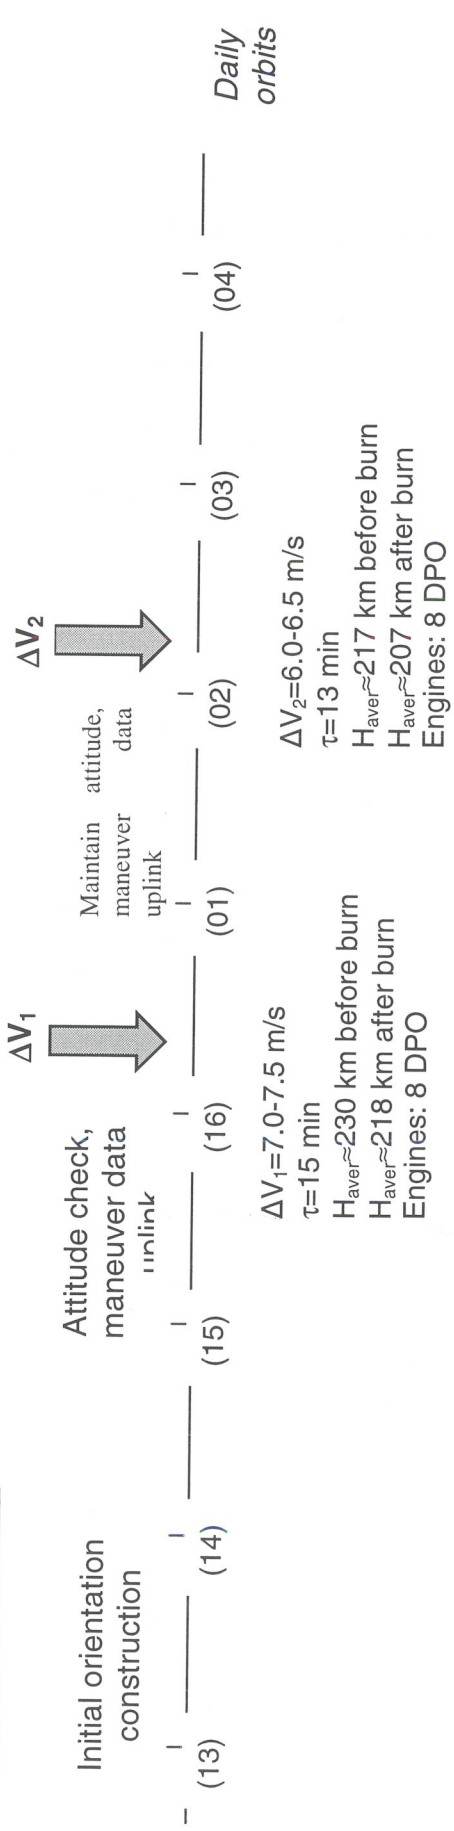 Initial orientation
construction
Attitude check,
maneuver data
uplink
ΔV₁
Maintain attitude,
maneuver data
uplink
ΔV₂
(13)
(14)
(15)
(16)
(01)
(02)
(03)
(04)
Daily
orbits
ΔV₁=7.0-7.5 m/s
τ=15 min
Hₐᵥₑᵣ≈230 km before burn
Hₐᵥₑᵣ≈218 km after burn
Engines: 8 DPO
ΔV₂=6.0-6.5 m/s
τ=13 min
Hₐᵥₑᵣ≈217 km before burn
Hₐᵥₑᵣ≈207 km after burn
Engines: 8 DPO